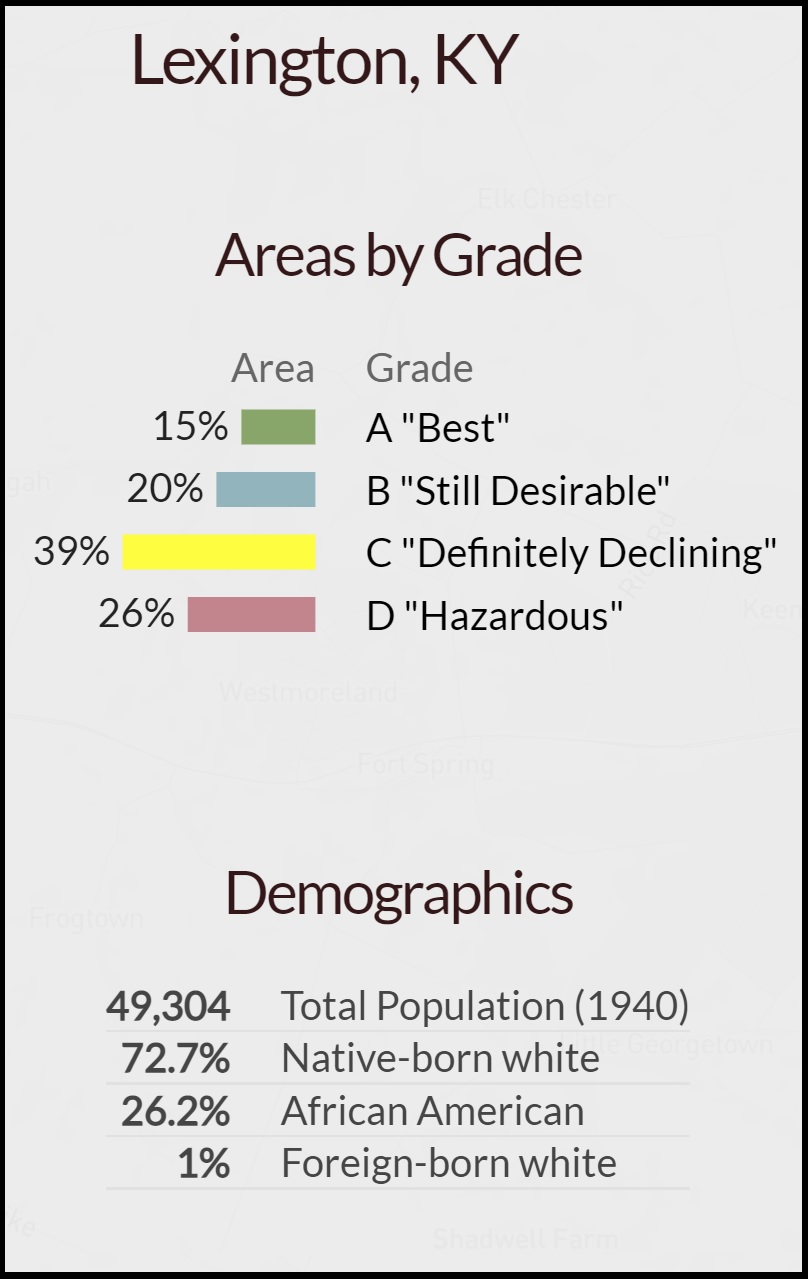 Lexington, KY
Elk Chester
Areas by Grade
Area Grade
15% A "Best"
20% B "Still Desirable"
39% C "Definitely Declining"
26% D "Hazardous"
Westmoreland
Fort Spring
Demographics
Frogtown
49,304 Total Population (1940)
Georgetown
72.7% Native-born white
26.2% African American
1% Foreign-born white
Shadwell Farm